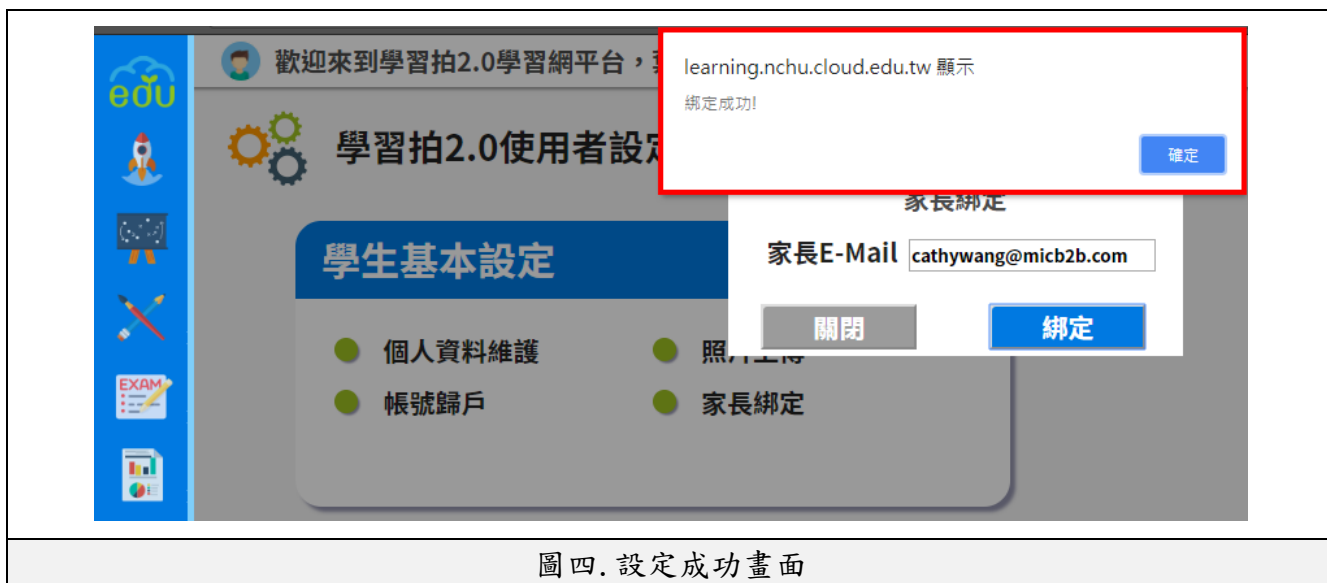 edu
歡迎來到學習拍2.0學習網平台，
learning.nchu.cloud.edu.tw 顯示
綁定成功!
確定
學習拍2.0使用者設定
家長綁定
家長E-Mail cathywang@micb2b.com
關閉 綁定
學生基本設定
個人資料維護 照片上傳
帳號歸戶 家長綁定
EXAM
圖四.設定成功畫面